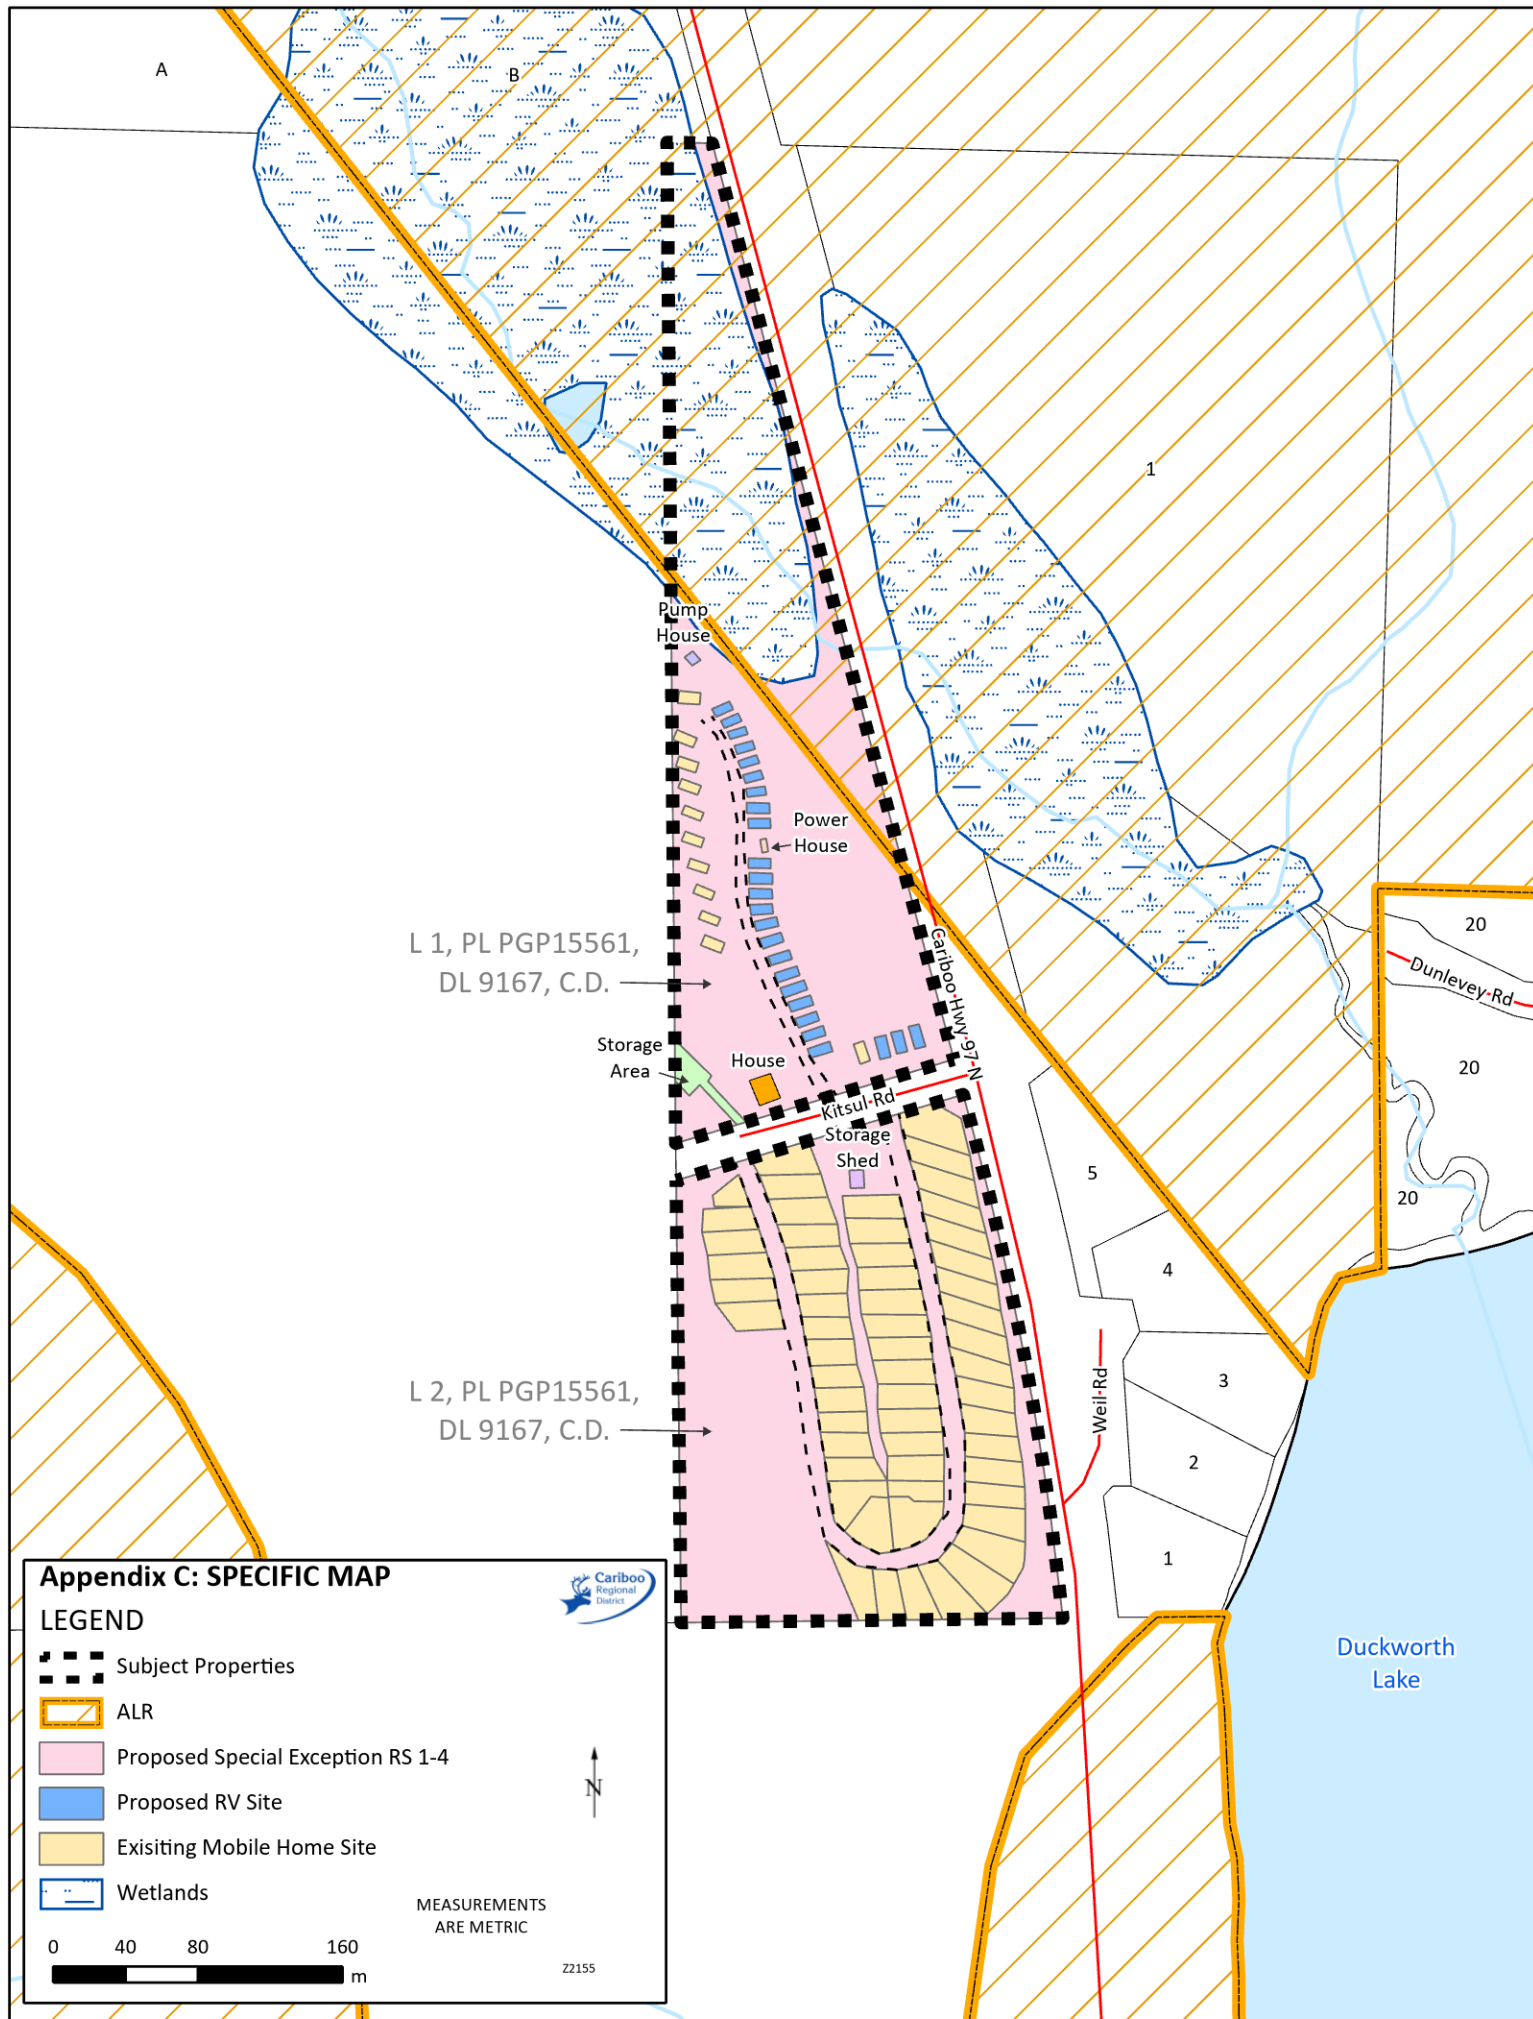 A
B
1
Pump
House
Power
House
L 1, PL PGP15561,
DL 9167, C.D.
Cariboo Hwy 97 N
20
Dunlevey Rd
20
20
Storage
Area
House
Kitsul Rd
Storage
Shed
5
4
3
2
1
Weil Rd
L 2, PL PGP15561,
DL 9167, C.D.
Duckworth
Lake
Appendix C: SPECIFIC MAP
Cariboo
Regional
District
LEGEND
Subject Properties
ALR
Proposed Special Exception RS 1-4
Proposed RV Site
Exisiting Mobile Home Site
Wetlands
N
MEASUREMENTS
ARE METRIC
0 40 80 160
m
Z2155